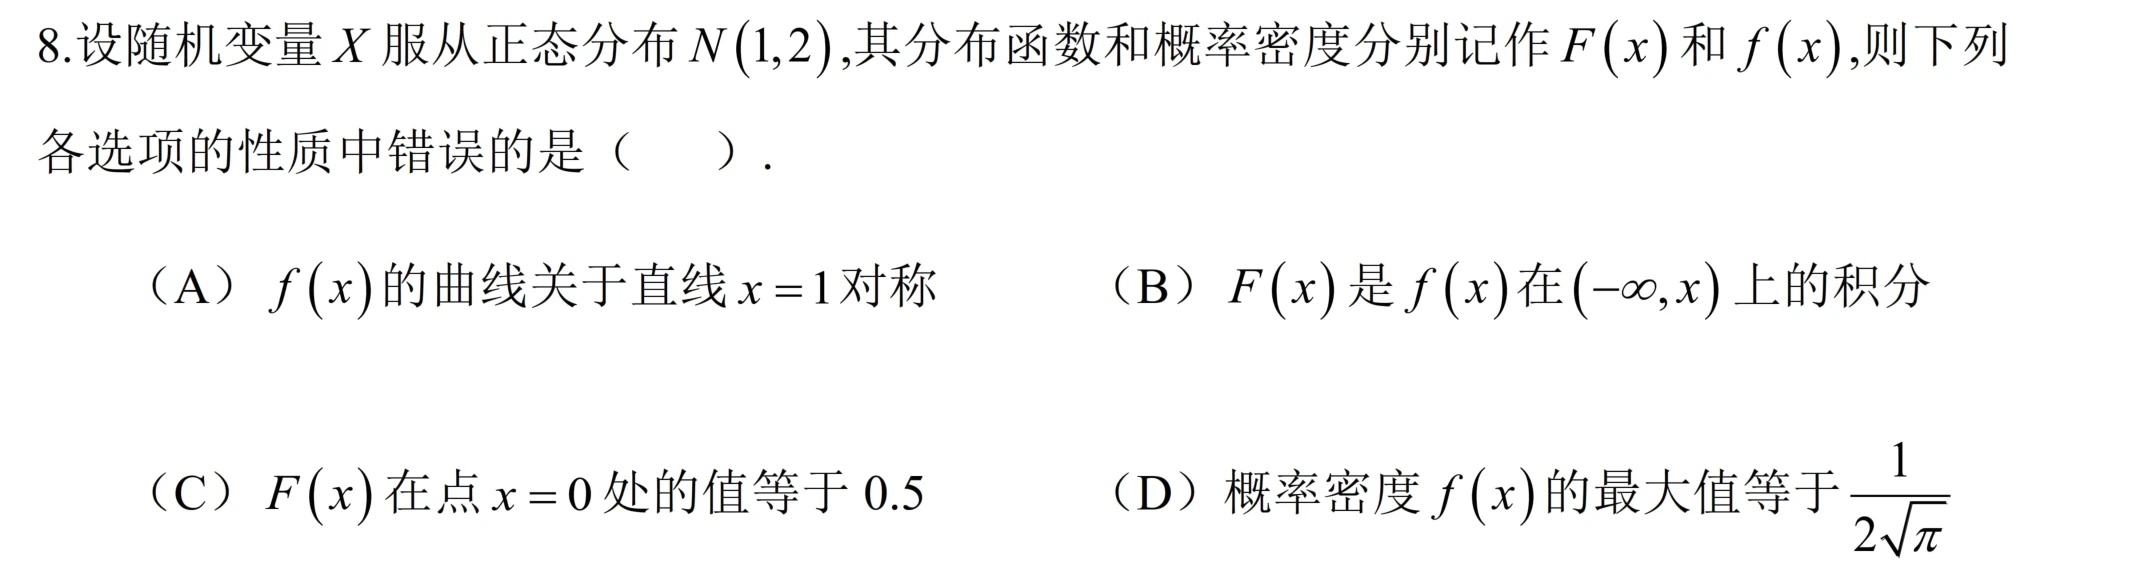 8.设随机变量 X 服从正态分布 N(1,2),其分布函数和概率密度分别记作 F(x) 和 f(x),则下列
各选项的性质中错误的是（　　）.
（A） f(x)的曲线关于直线 x=1对称　　（B） F(x)是 f(x)在(−∞,x)上的积分
（C） F(x)在点 x=0处的值等于 0.5　　（D）概率密度 f(x)的最大值等于 1/(2√π)